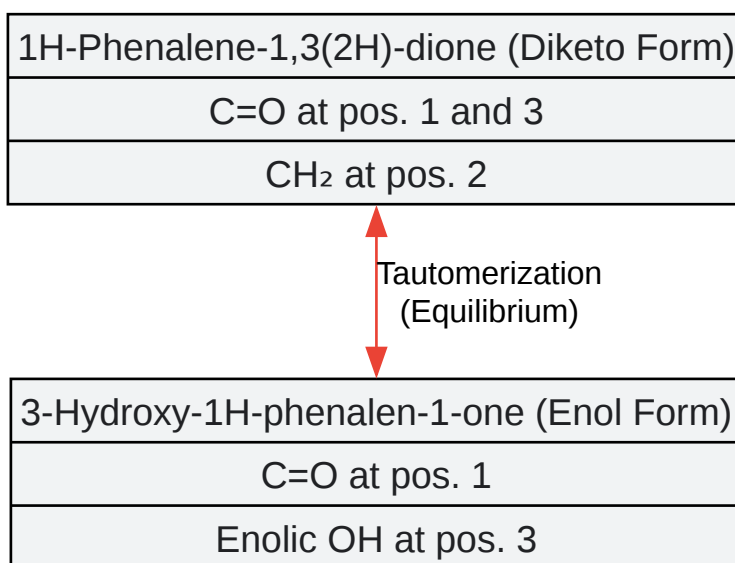 1H-Phenalene-1,3(2H)-dione (Diketo Form)
C=O at pos. 1 and 3
CH₂ at pos. 2
Tautomerization
(Equilibrium)
3-Hydroxy-1H-phenalen-1-one (Enol Form)
C=O at pos. 1
Enolic OH at pos. 3